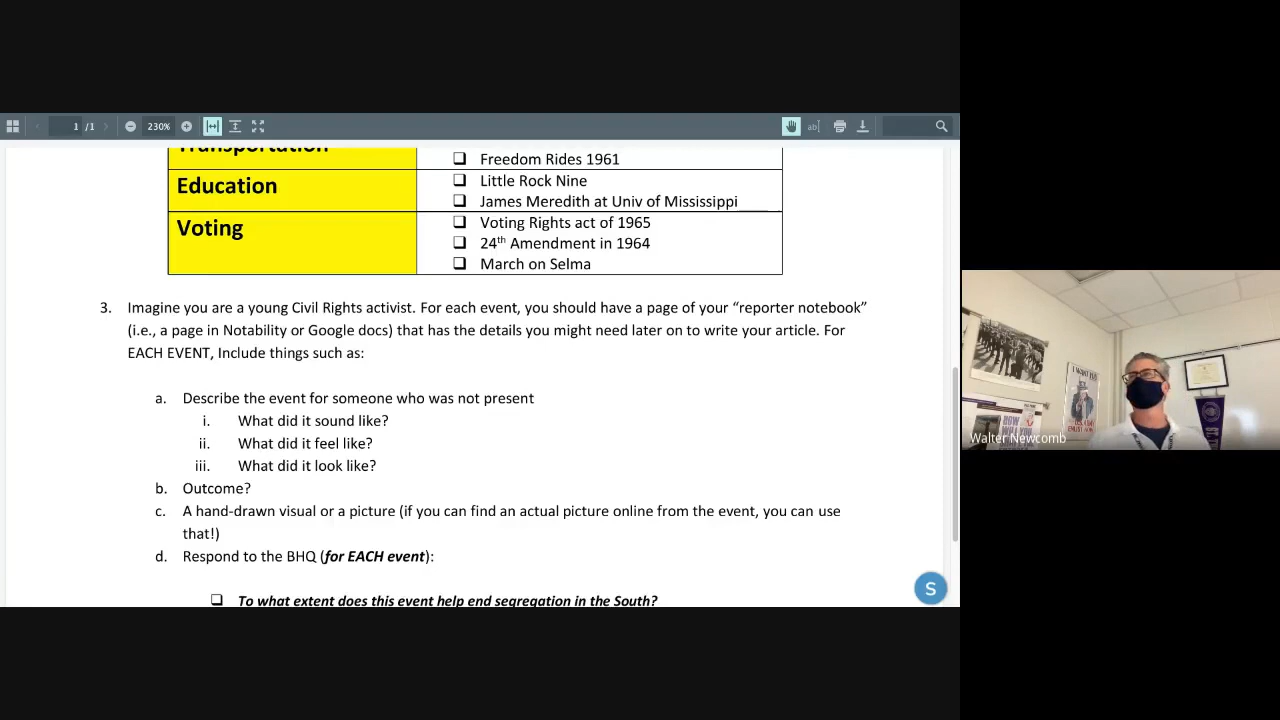 1 /1
230%
ab
Transportation
Freedom Rides 1961
Education
Little Rock Nine
James Meredith at Univ of Mississippi____
Voting
Voting Rights act of 1965
24th Amendment in 1964
March on Selma
3. Imagine you are a young Civil Rights activist. For each event, you should have a page of your “reporter notebook”
(i.e., a page in Notability or Google docs) that has the details you might need later on to write your article. For
EACH EVENT, Include things such as:
a. Describe the event for someone who was not present
i. What did it sound like?
ii. What did it feel like?
iii. What did it look like?
b. Outcome?
c. A hand-drawn visual or a picture (if you can find an actual picture online from the event, you can use
that!)
d. Respond to the BHQ (for EACH event):
To what extent does this event help end segregation in the South?
S
I WANT YOU
Walter Newcomb